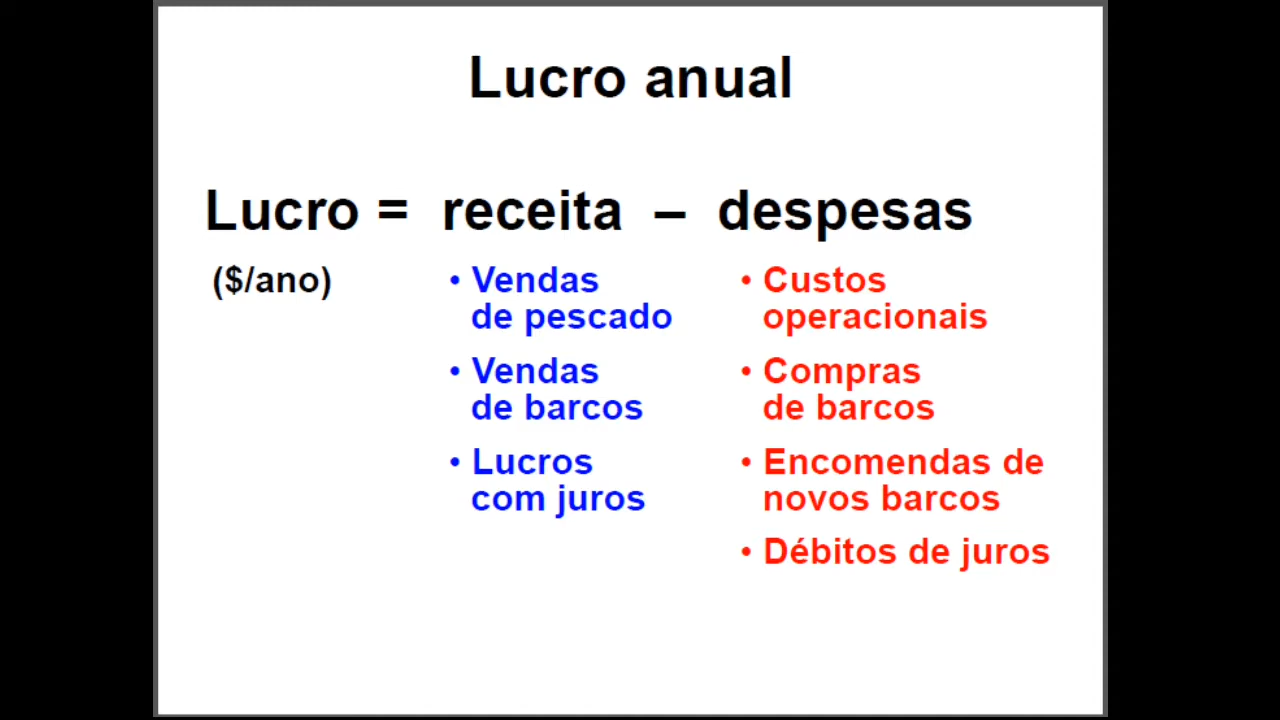 Lucro anual
Lucro = receita – despesas
($/ano)
• Vendas
de pescado
• Vendas
de barcos
• Lucros
com juros
• Custos
operacionais
• Compras
de barcos
• Encomendas de
novos barcos
• Débitos de juros